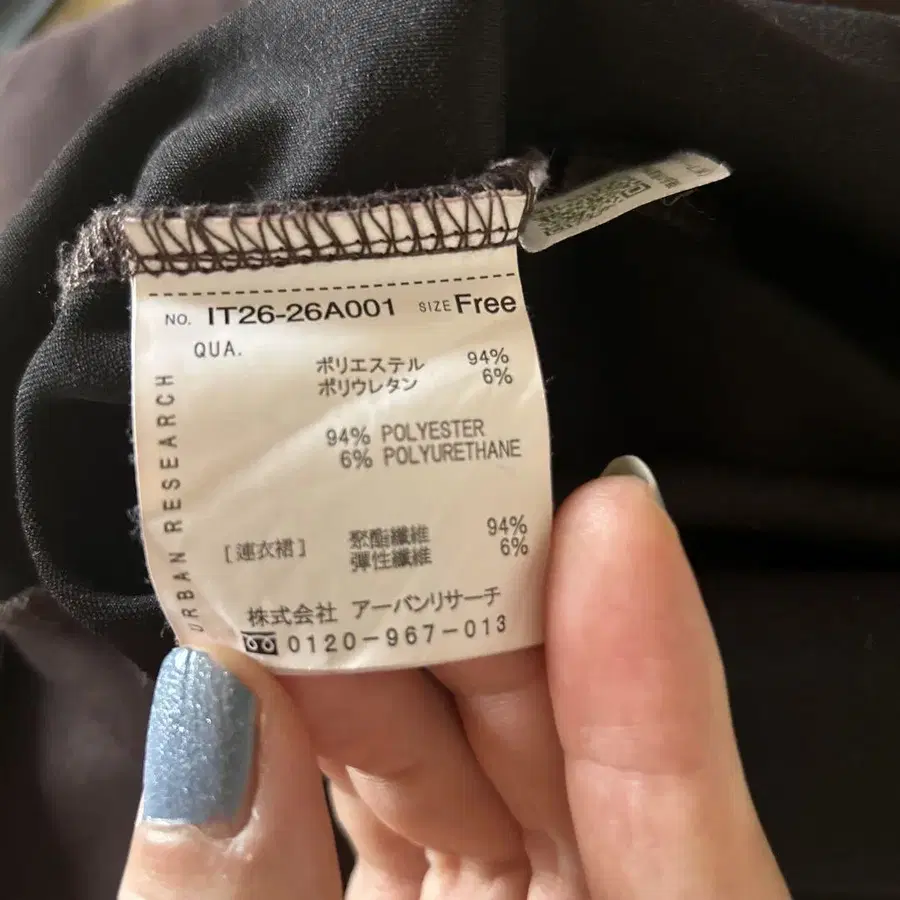 NO. IT26-26A001 SIZE Free
QUA.
ポリエステル 94%
ポリウレタン 6%
94% POLYESTER
6% POLYURETHANE
[連衣裙] 聚酯纖維 94%
彈性纖維 6%
株式会社 アーバンリサーチ
0120-967-013
URBAN RESEARCH